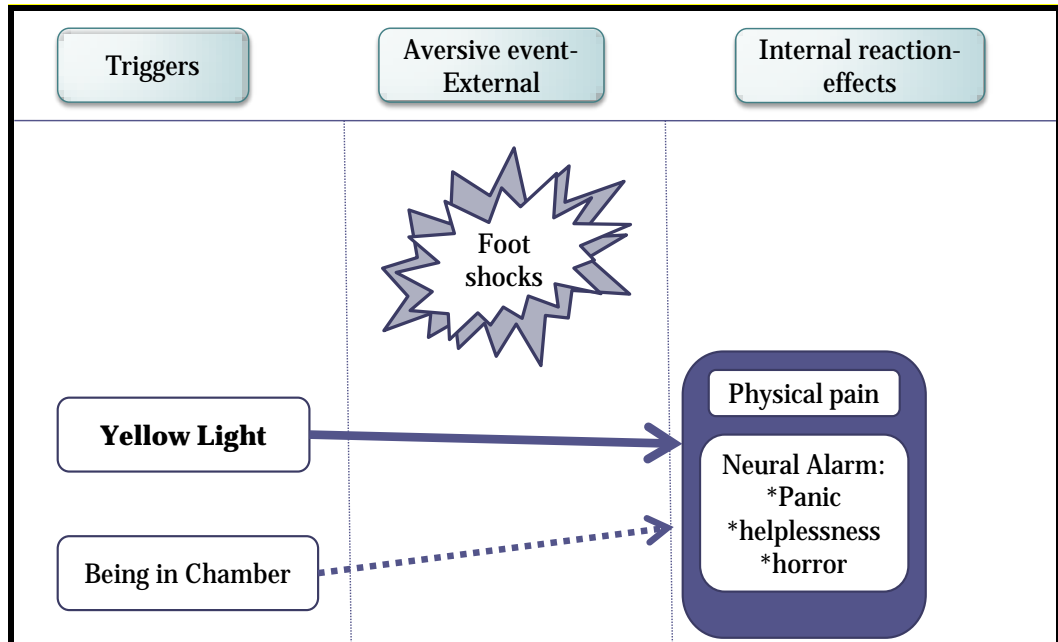 Triggers
Aversive event-
External
Internal reaction-
effects
Foot
shocks
Physical pain
Yellow Light
Neural Alarm:
*Panic
*helplessness
*horror
Being in Chamber